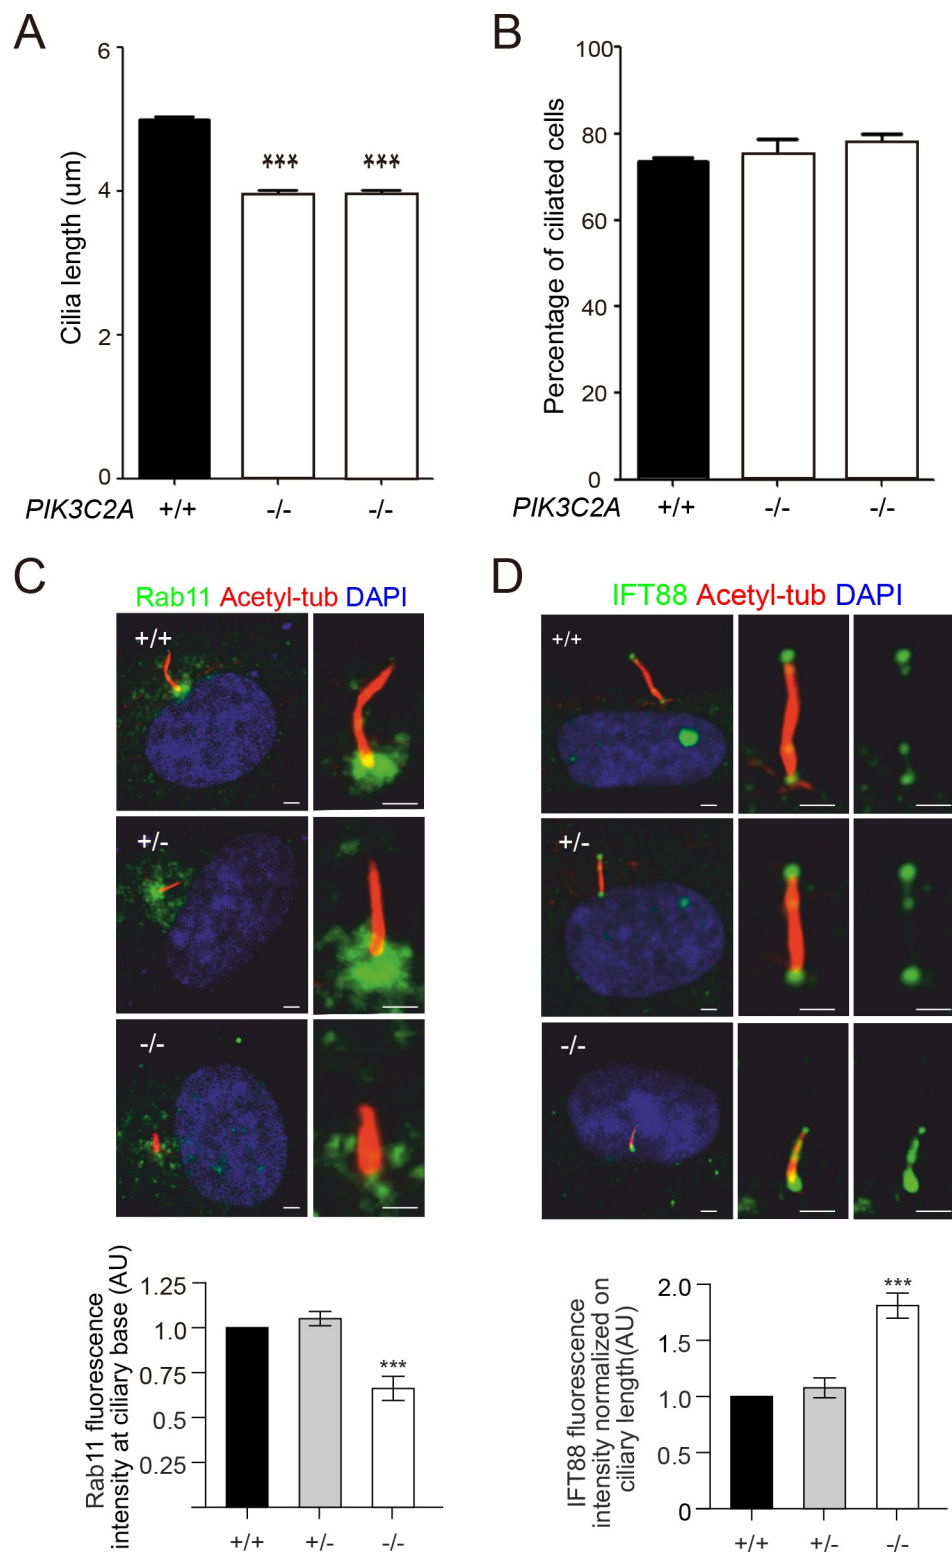 A
6
4
2
0
Cilia length (um)
***
***
PIK3C2A +/+ -/- -/-
B
100
80
60
40
20
0
Percentage of ciliated cells
PIK3C2A +/+ -/- -/-
C
Rab11 Acetyl-tub DAPI
+/+
+/-
-/-
Rab11 fluorescence
intensity at ciliary base (AU)
1.25
1.0
0.75
0.5
0.25
***
+/+ +/- -/-
D
IFT88 Acetyl-tub DAPI
+/+
+/-
-/-
IFT88 fluorescence
intensity normalized on
ciliary length(AU)
2.0
1.5
1.0
0.5
0
***
+/+ +/- -/-